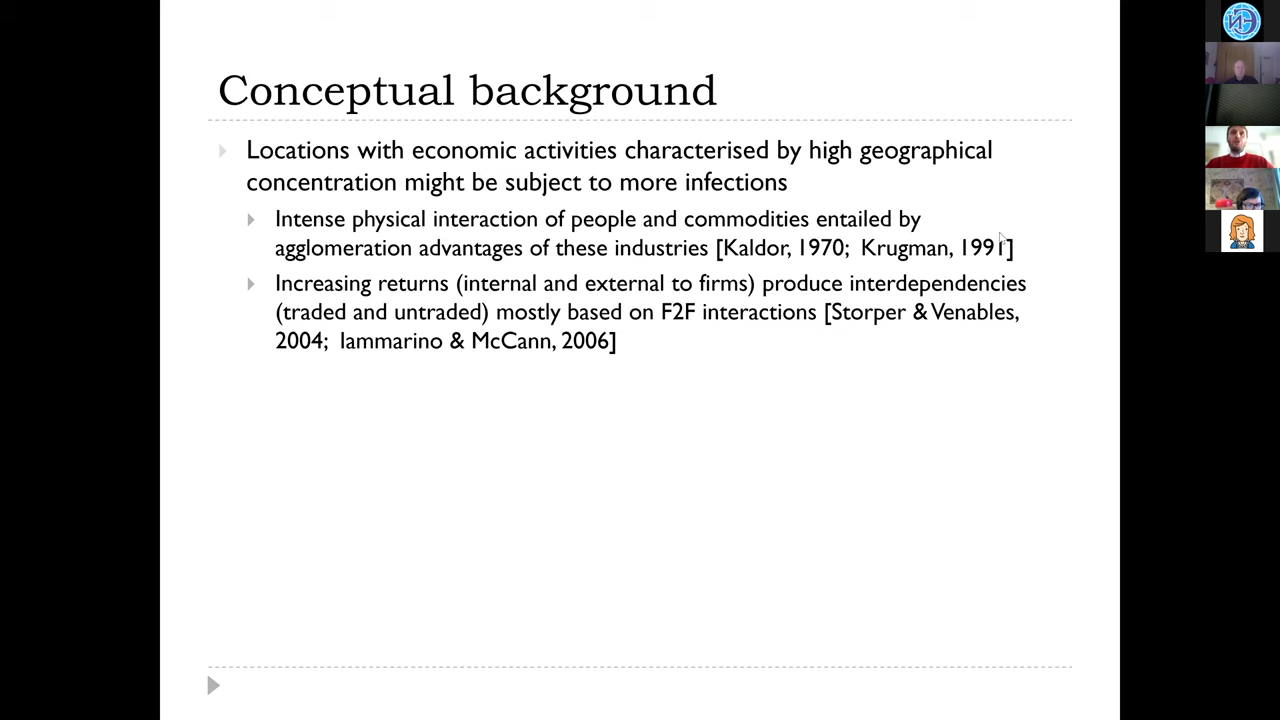 Conceptual background
Locations with economic activities characterised by high geographical
concentration might be subject to more infections
Intense physical interaction of people and commodities entailed by
agglomeration advantages of these industries [Kaldor, 1970; Krugman, 1991]
Increasing returns (internal and external to firms) produce interdependencies
(traded and untraded) mostly based on F2F interactions [Storper & Venables,
2004; Iammarino & McCann, 2006]